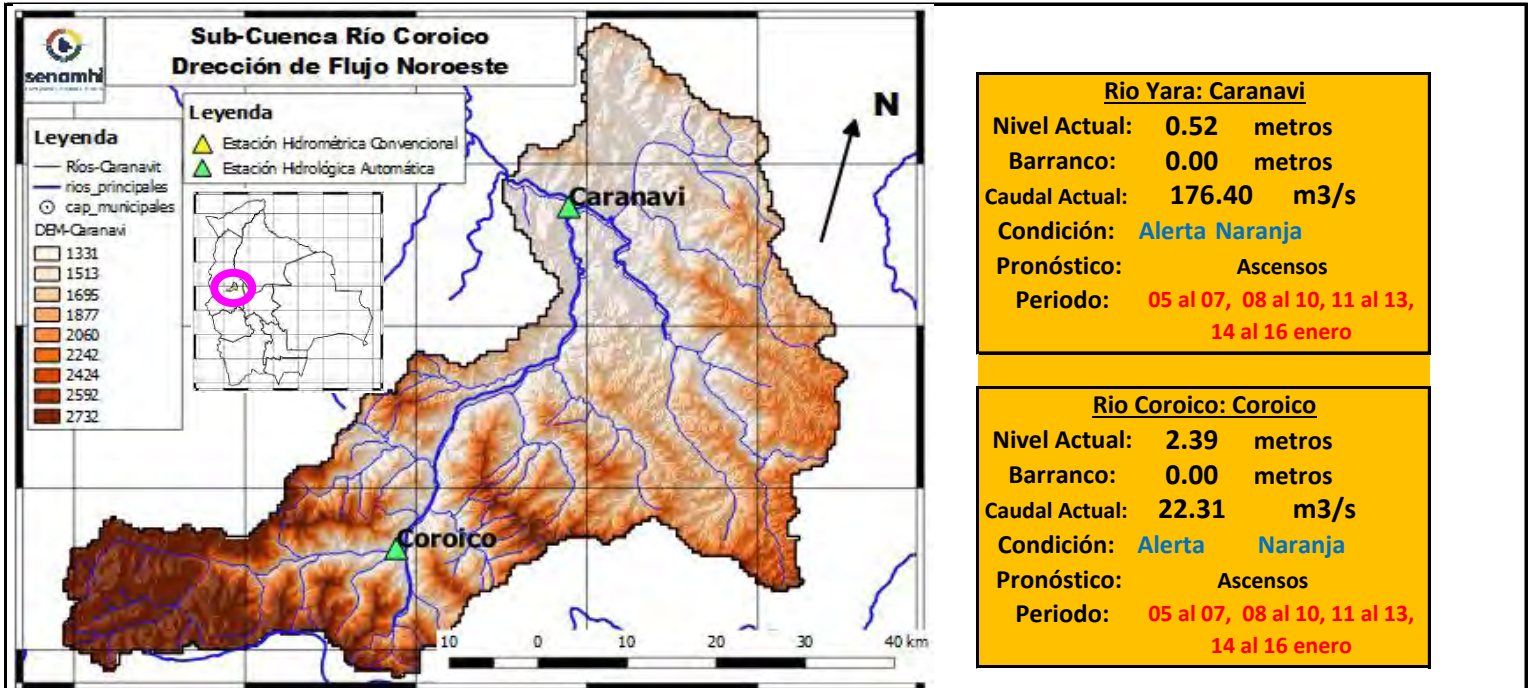 senamhi
Sub-Cuenca Río Coroico
Drección de Flujo Noroeste
Leyenda
Estación Hidrométrica Convencional
Estación Hidrológica Automática
Leyenda
Ríos-Caranavit
rios_principales
cap_municipales
DEM-Caranavi
1331
1513
1695
1877
2060
2242
2424
2592
2732
N
Caranavi
Coroico
10 0 10 20 30 40 km
Rio Yara: Caranavi
Nivel Actual: 0.52 metros
Barranco: 0.00 metros
Caudal Actual: 176.40 m3/s
Condición: Alerta Naranja
Pronóstico: Ascensos
Periodo: 05 al 07, 08 al 10, 11 al 13,
14 al 16 enero
Rio Coroico: Coroico
Nivel Actual: 2.39 metros
Barranco: 0.00 metros
Caudal Actual: 22.31 m3/s
Condición: Alerta Naranja
Pronóstico: Ascensos
Periodo: 05 al 07, 08 al 10, 11 al 13,
14 al 16 enero